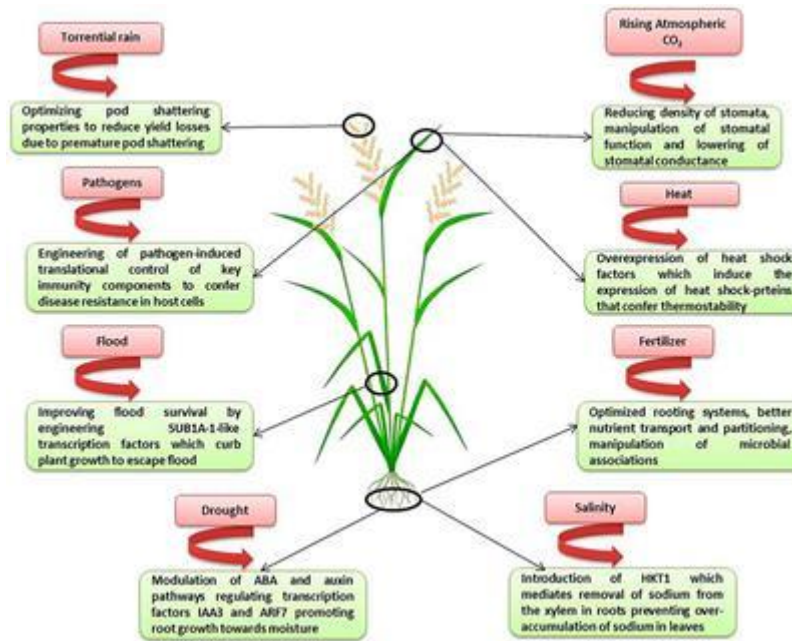 Torrential rain
Optimizing pod shattering
properties to reduce yield losses
due to premature pod shattering
Pathogens
Engineering of pathogen-induced
translational control of key
immunity components to confer
disease resistance in host cells
Flood
Improving flood survival by
engineering SUB1A-1-like
transcription factors which curb
plant growth to escape flood
Drought
Modulation of ABA and auxin
pathways regulating transcription
factors IAA3 and ARF7 promoting
root growth towards moisture
Rising Atmospheric
CO₂
Reducing density of stomata,
manipulation of stomatal
function and lowering of
stomatal conductance
Heat
Overexpression of heat shock
factors which induce the
expression of heat shock-prteins
that confer thermostability
Fertilizer
Optimized rooting systems, better
nutrient transport and partitioning,
manipulation of microbial
associations
Salinity
Introduction of HKT1 which
mediates removal of sodium from
the xylem in roots preventing over-
accumulation of sodium in leaves